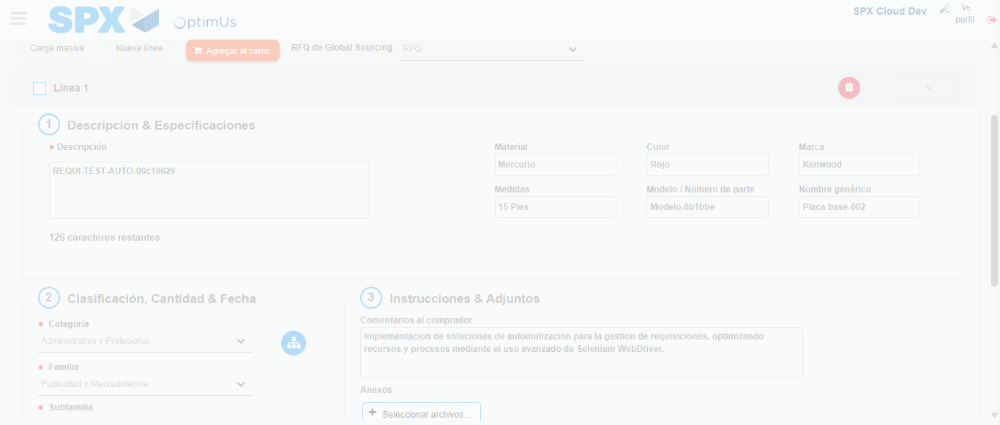 SPX
OptimUs
SPX Cloud Dev
perfil
Carga masiva
Nueva línea
Agregar al carro
RFQ de Global Sourcing
RFQ
Línea 1
1 Descripción & Especificaciones
* Descripción
REQUI-TEST-AUTO-06c18629
126 caracteres restantes
Material
Color
Marca
Mercurio
Rojo
Kenwood
Medidas
Modelo / Número de parte
Nombre genérico
15 Pies
Modelo-6b1bbe
Placa base-002
2 Clasificación, Cantidad & Fecha
* Categoría
Administrativo y Profesional
* Familia
Publicidad y Mercadotecnia
* Subfamilia
3 Instrucciones & Adjuntos
Comentarios al comprador
Implementacion de soluciones de automatizacion para la gestion de requisiciones, optimizando
recursos y procesos mediante el uso avanzado de Selenium WebDriver.
Anexos
+ Seleccionar archivos...